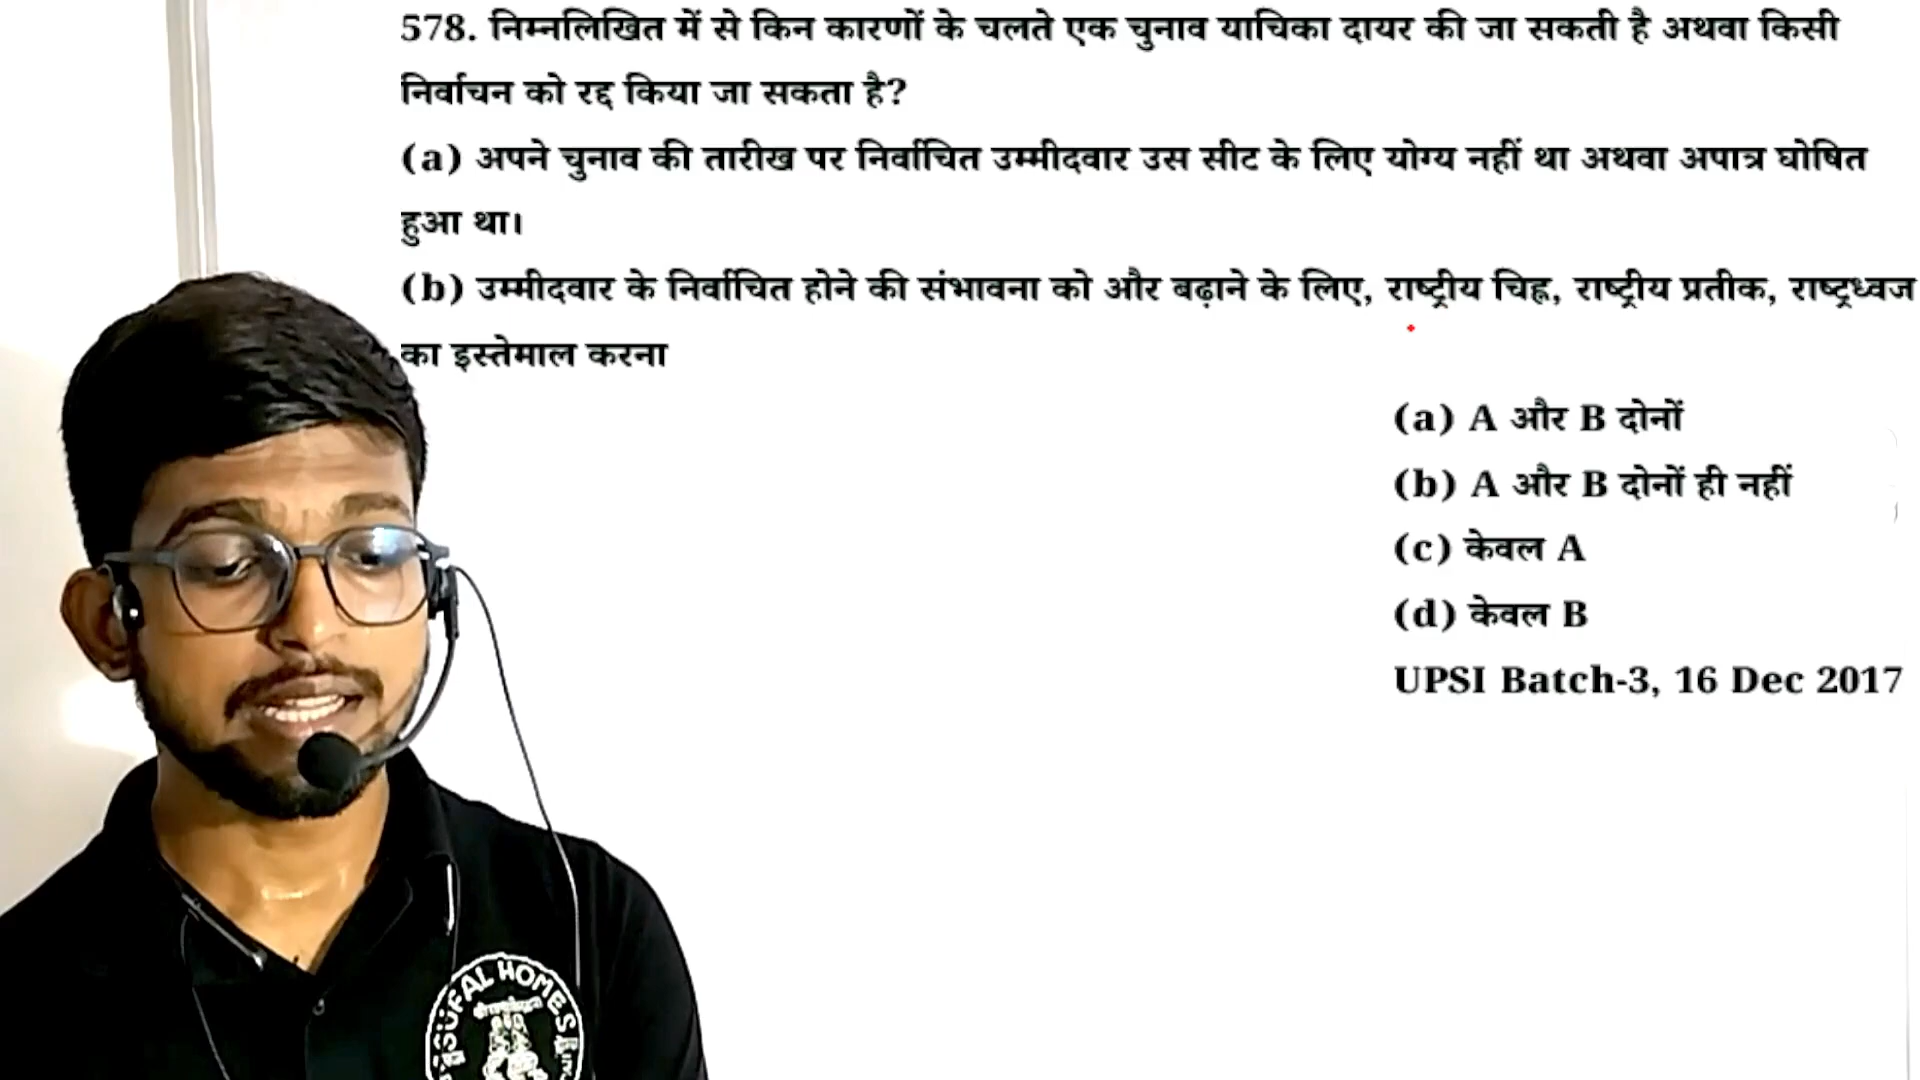 578. निम्नलिखित में से किन कारणों के चलते एक चुनाव याचिका दायर की जा सकती है अथवा किसी
निर्वाचन को रद्द किया जा सकता है?
(a) अपने चुनाव की तारीख पर निर्वाचित उम्मीदवार उस सीट के लिए योग्य नहीं था अथवा अपात्र घोषित
हुआ था।
(b) उम्मीदवार के निर्वाचित होने की संभावना को और बढ़ाने के लिए, राष्ट्रीय चिह्न, राष्ट्रीय प्रतीक, राष्ट्रध्वज
का इस्तेमाल करना
(a) A और B दोनों
(b) A और B दोनों ही नहीं
(c) केवल A
(d) केवल B
UPSI Batch-3, 16 Dec 2017
SUFAL HOMES